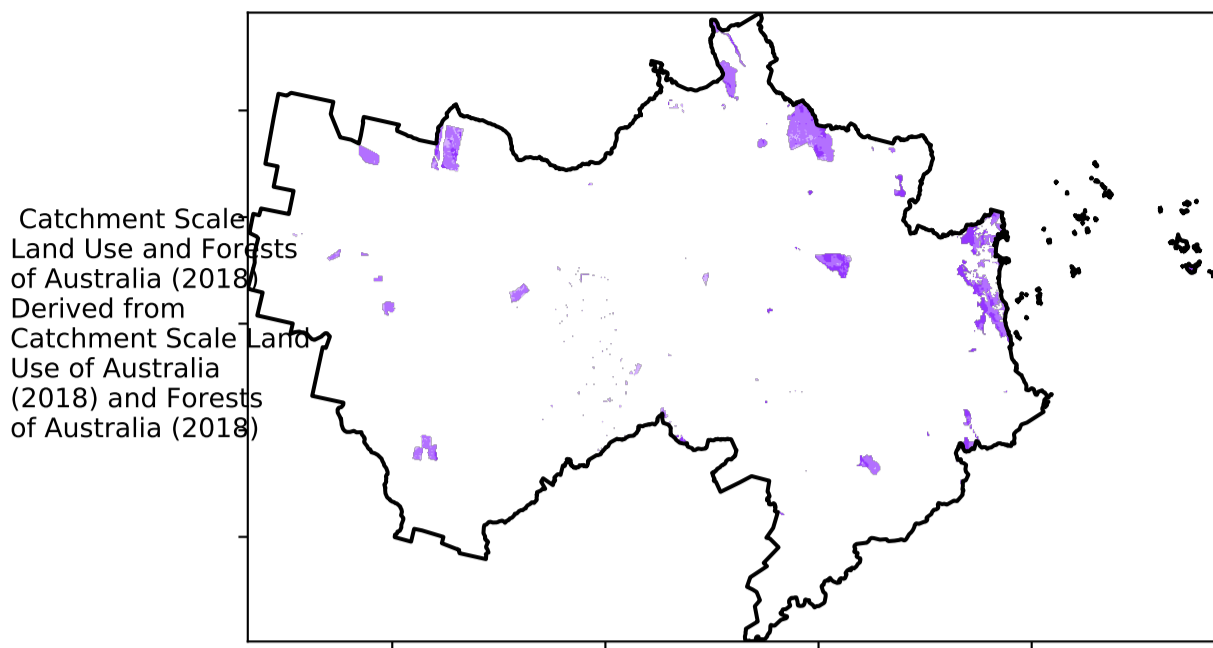 Catchment Scale
Land Use and Forests
of Australia (2018)
Derived from
Catchment Scale Land
Use of Australia
(2018) and Forests
of Australia (2018)